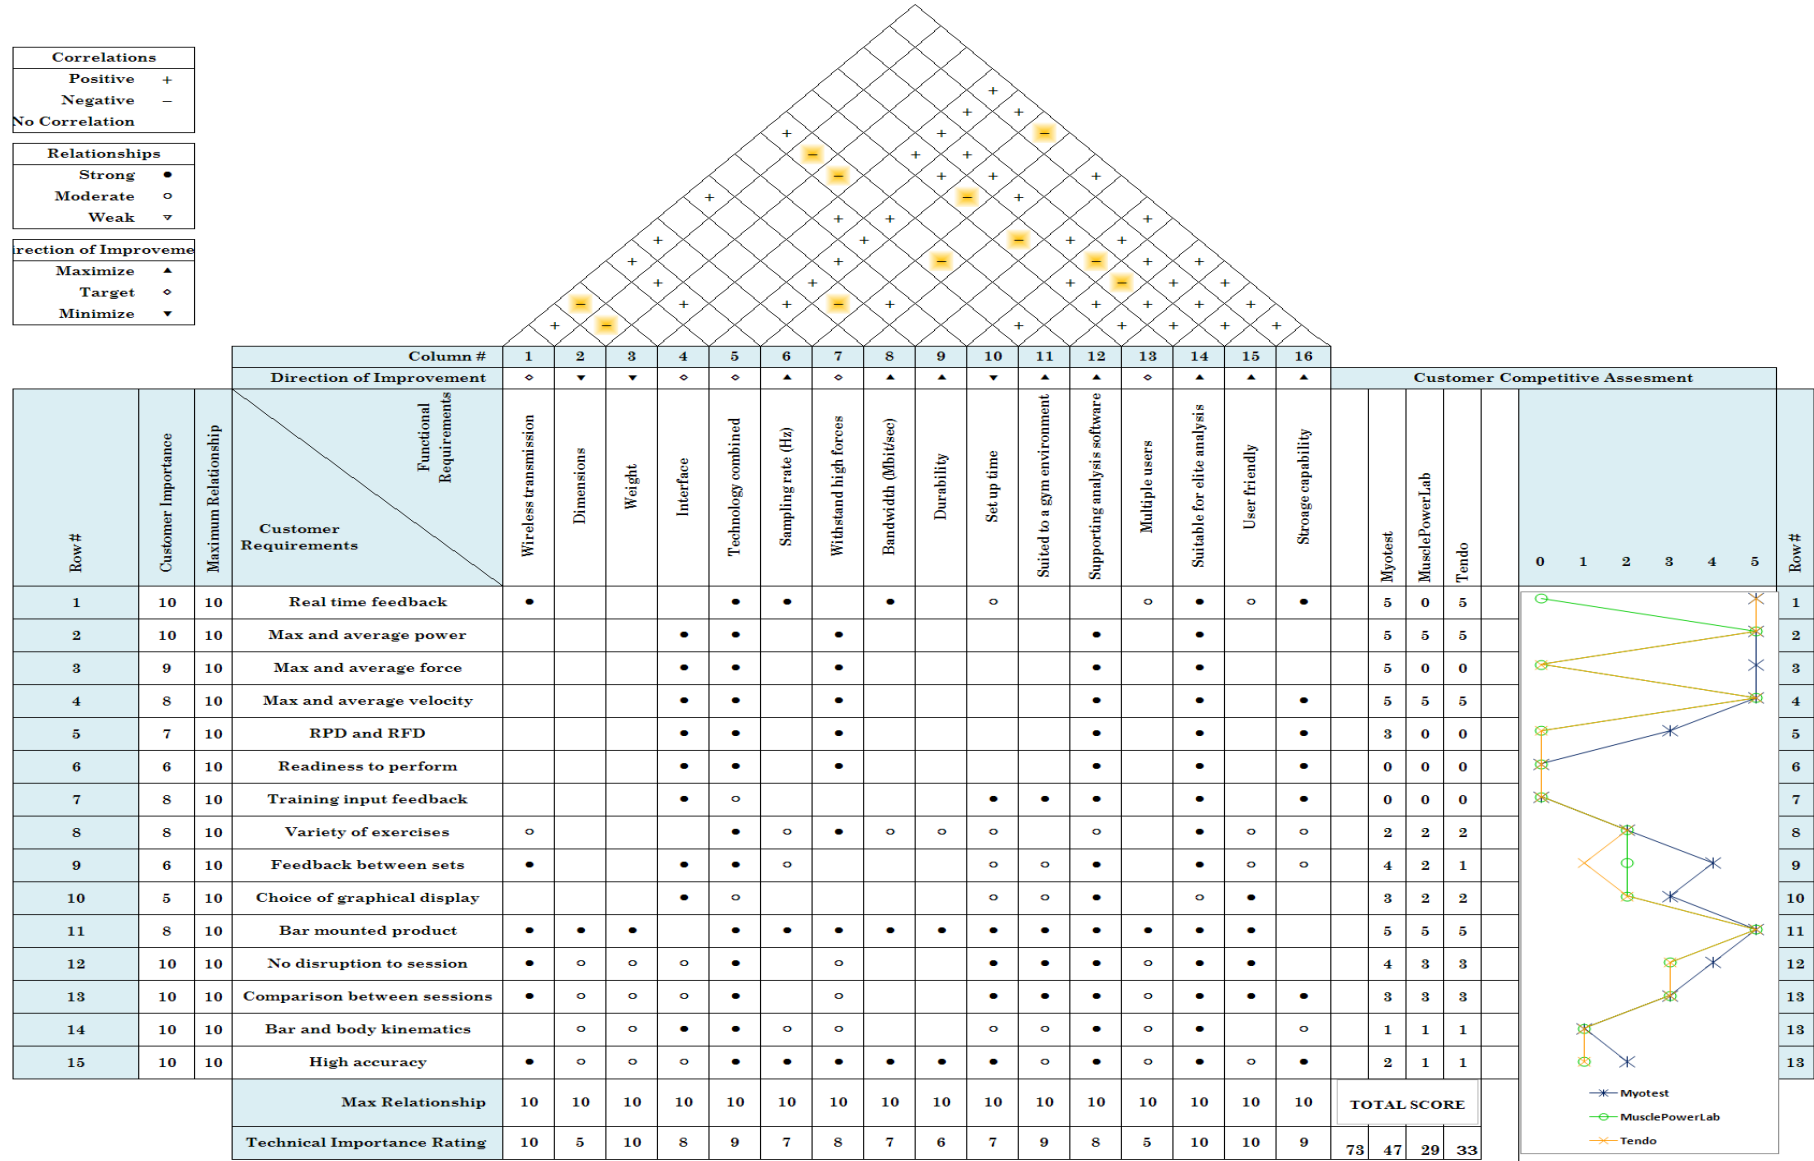 Correlations
Positive +
Negative −
No Correlation
Relationships
Strong ●
Moderate ○
Weak ▽
irection of Improveme
Maximize ▲
Target ◇
Minimize ▼
Column # 1 2 3 4 5 6 7 8 9 10 11 12 13 14 15 16
Direction of Improvement ◇ ▼ ▼ ◇ ◇ ▲ ◇ ▲ ▲ ▼ ▲ ▲ ◇ ▲ ▲ ▲
Customer Competitive Assesment
Row #
Customer Importance
Maximum Relationship
Functional
Requirements
Customer
Requirements
Wireless transmission
Dimensions
Weight
Interface
Technology combined
Sampling rate (Hz)
Withstand high forces
Bandwidth (Mbit/sec)
Durability
Set up time
Suited to a gym environment
Supporting analysis software
Multiple users
Suitable for elite analysis
User friendly
Stroage capability
Myotest
MusclePowerLab
Tendo
0 1 2 3 4 5
Row #
1 10 10 Real time feedback ● ● ● ● ○ ○ ● ○ ● 5 0 5 1
2 10 10 Max and average power ● ● ● ● ● 5 5 5 2
3 9 10 Max and average force ● ● ● ● ● 5 0 0 3
4 8 10 Max and average velocity ● ● ● ● ● ● 5 5 5 4
5 7 10 RPD and RFD ● ● ● ● ● ● 3 0 0 5
6 6 10 Readiness to perform ● ● ● ● ● ● 0 0 0 6
7 8 10 Training input feedback ● ○ ● ● ● ● ● 0 0 0 7
8 8 10 Variety of exercises ○ ● ○ ● ○ ○ ○ ○ ● ○ ○ 2 2 2 8
9 6 10 Feedback between sets ● ● ● ○ ○ ○ ● ● ○ ○ 4 2 1 9
10 5 10 Choice of graphical display ● ○ ○ ○ ● ○ ● 3 2 2 10
11 8 10 Bar mounted product ● ● ● ● ● ● ● ● ● ● ● ● ● ● 5 5 5 11
12 10 10 No disruption to session ● ○ ○ ○ ● ○ ● ● ● ○ ● ● 4 3 3 12
13 10 10 Comparison between sessions ● ○ ○ ○ ● ○ ● ● ● ○ ● ● ● 3 3 3 13
14 10 10 Bar and body kinematics ○ ○ ● ● ○ ○ ○ ○ ● ○ ● ○ 1 1 1 13
15 10 10 High accuracy ● ○ ○ ○ ● ● ● ● ● ● ○ ● ○ ● ○ ● 2 1 1 13
Max Relationship 10 10 10 10 10 10 10 10 10 10 10 10 10 10 10 10
TOTAL SCORE
Technical Importance Rating 10 5 10 8 9 7 8 7 6 7 9 8 5 10 10 9 73 47 29 33
Myotest
MusclePowerLab
Tendo